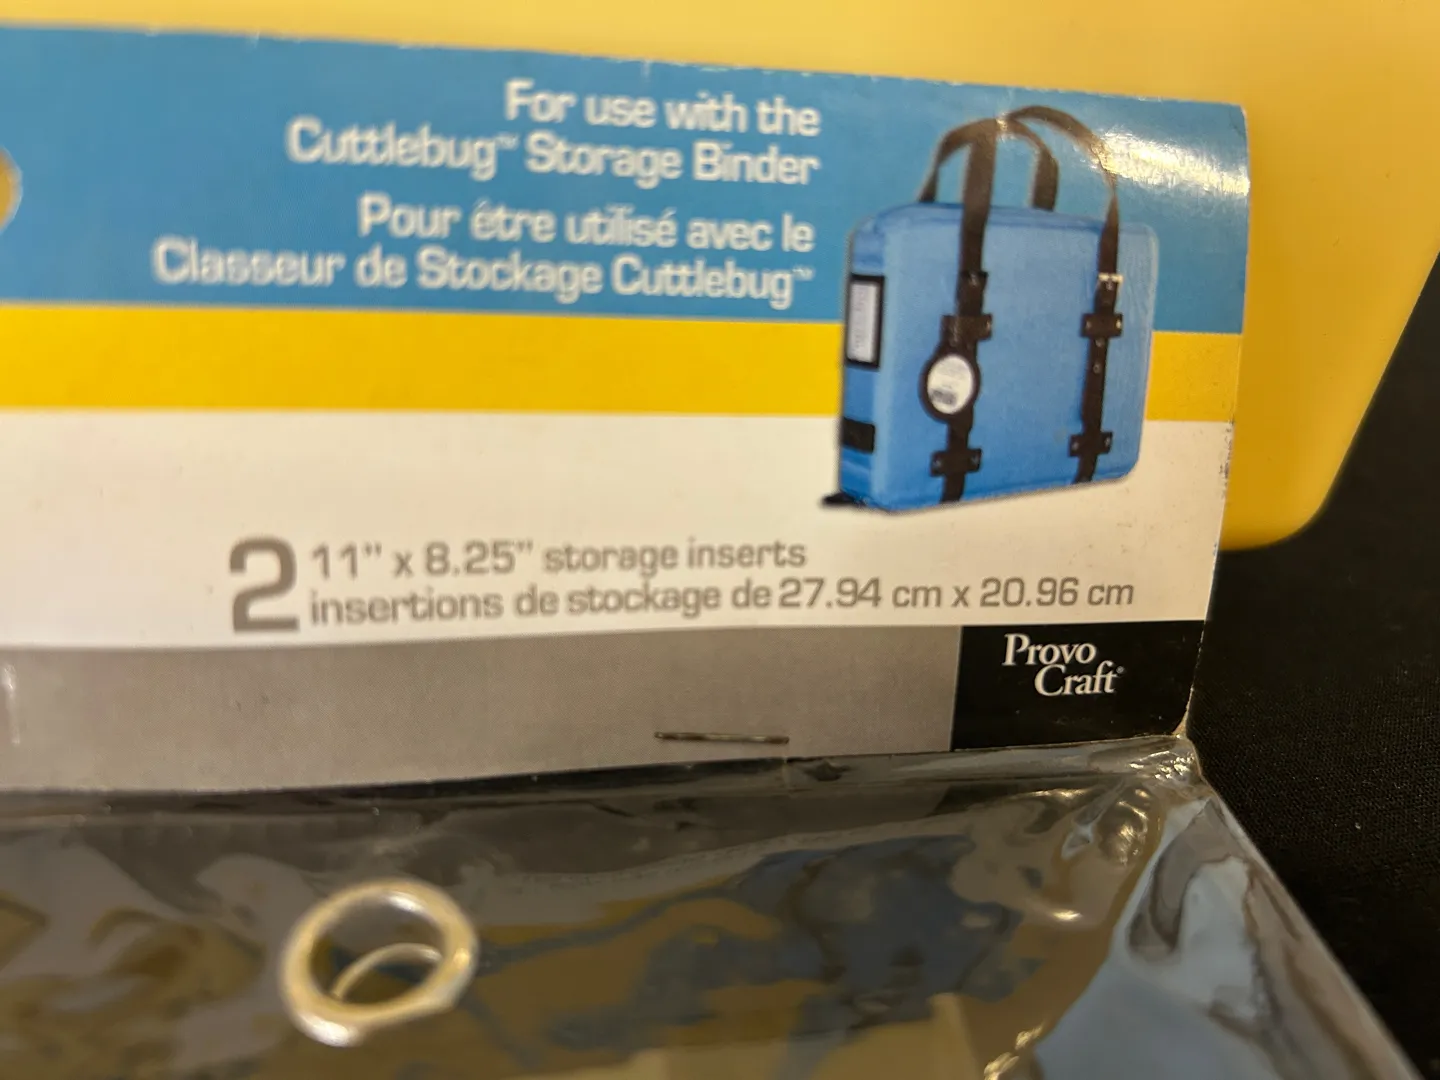 For use with the
Cuttlebug™ Storage Binder
Pour être utilisé avec le
Classeur de Stockage Cuttlebug™
2
11" x 8.25" storage inserts
insertions de stockage de 27.94 cm x 20.96 cm
Provo
Craft®